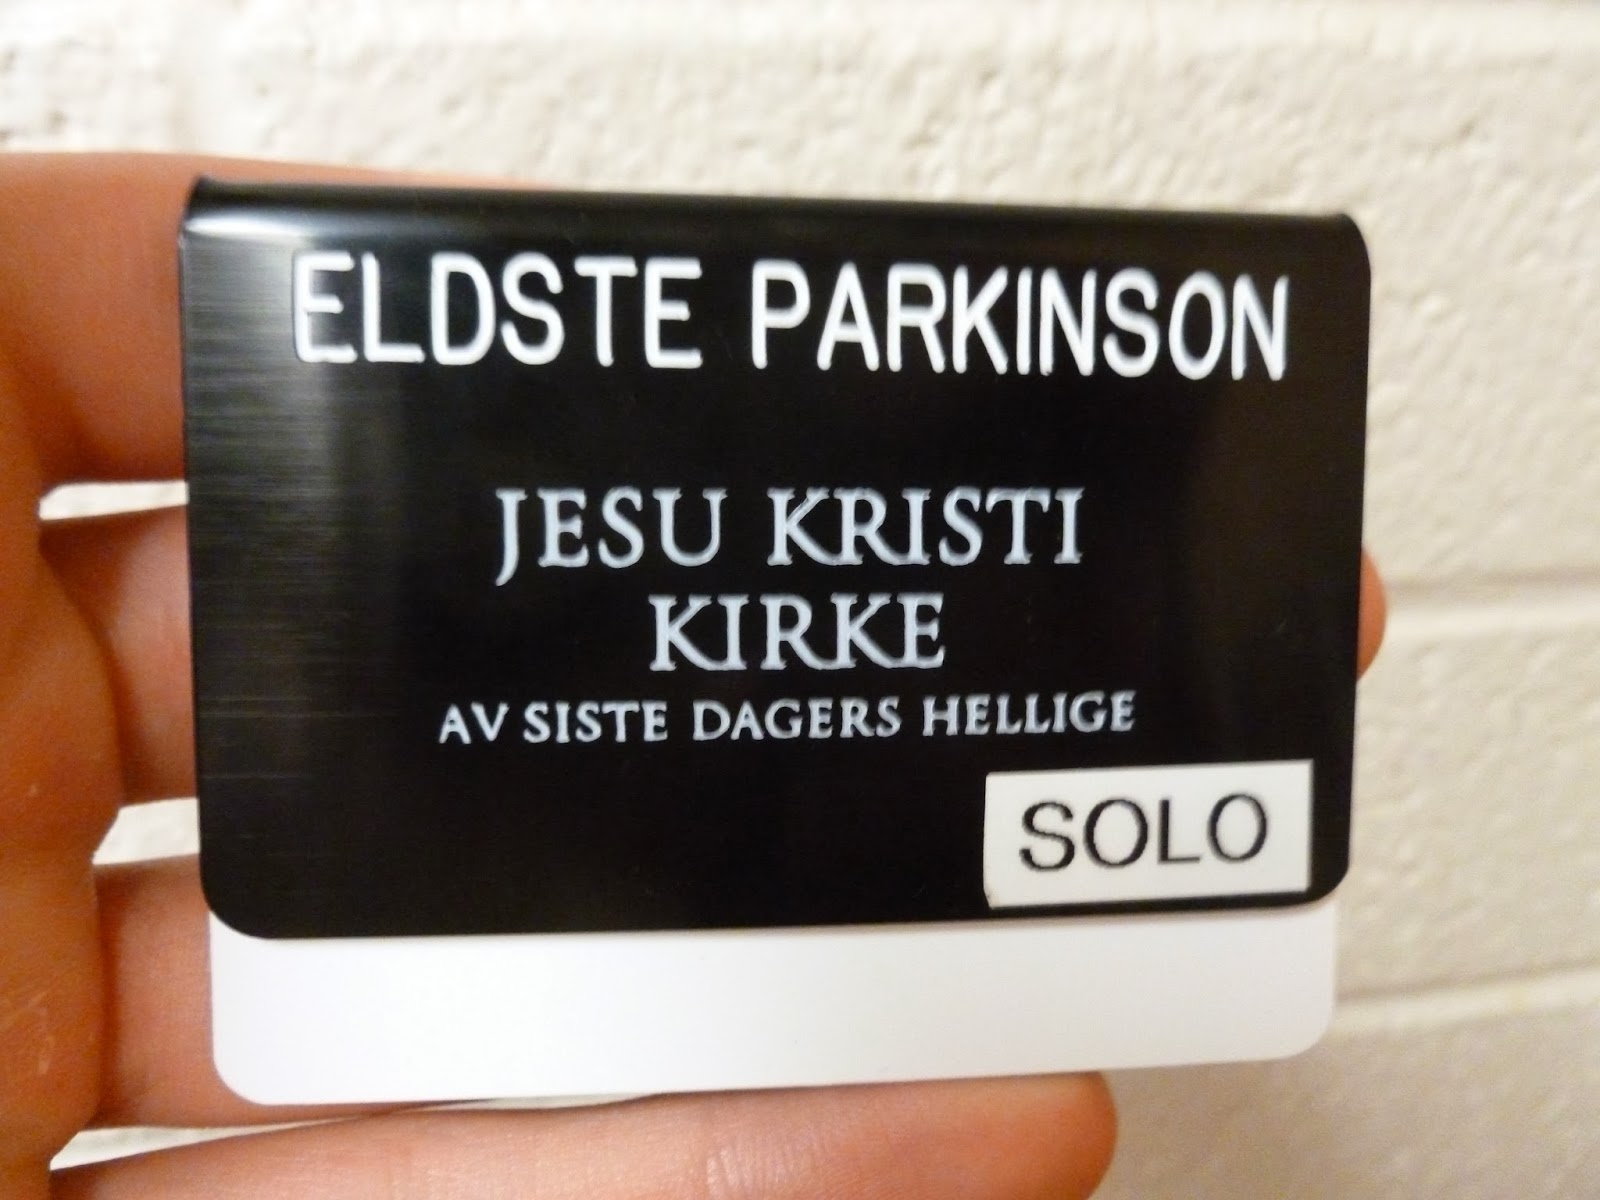 ELDSTE PARKINSON
JESU KRISTI
KIRKE
AV SISTE DAGERS HELLIGE
SOLO